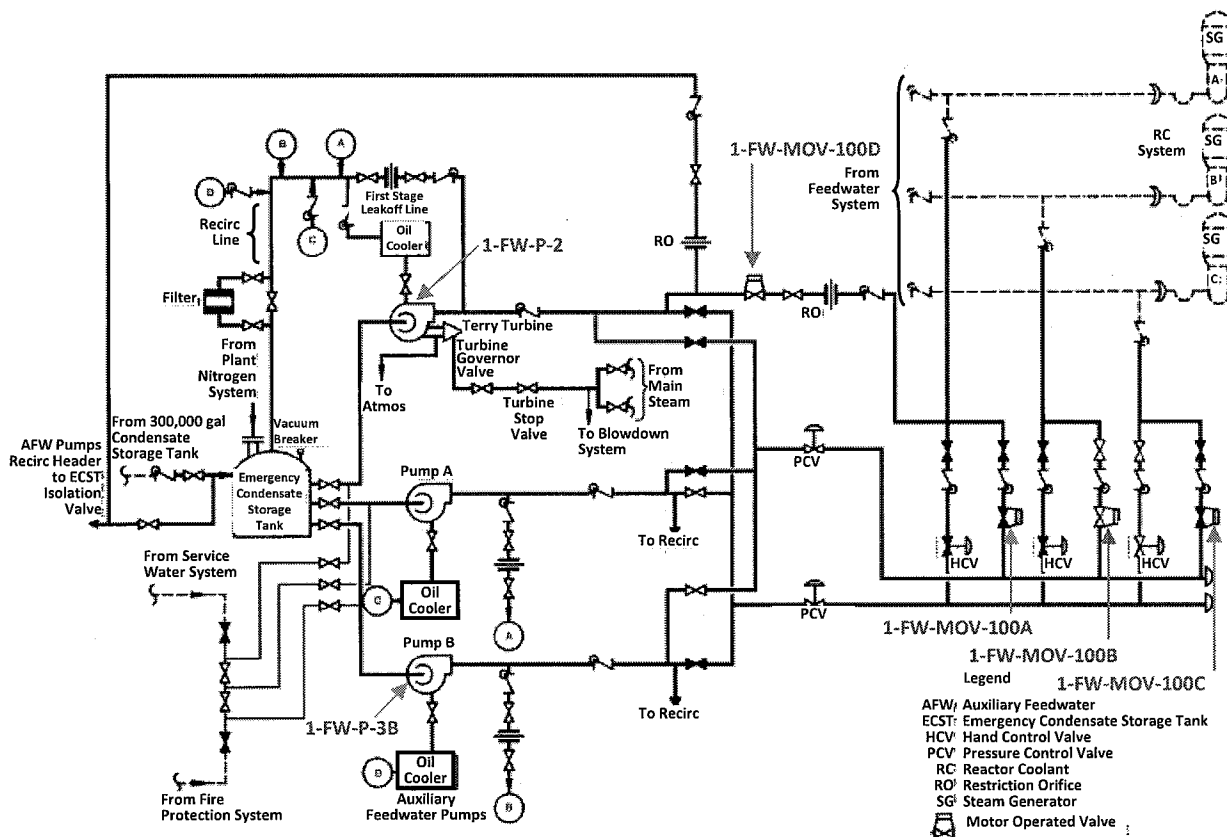 SG
A
SG
B
SG
C
RC
System
From
Feedwater
System
1-FW-MOV-100D
B
A
D
C
First Stage
Leakoff Line
Recirc
Line
Oil
Cooler
1-FW-P-2
RO
RO
Filter
Terry Turbine
Turbine
Governor
Valve
From
Plant
Nitrogen
System
To
Atmos
From
Main
Steam
Turbine
Stop
Valve
To Blowdown
System
PCV
From 300,000 gal
Condensate
Storage Tank
Vacuum
Breaker
AFW Pumps
Recirc Header
to ECST
Isolation
Valve
Emergency
Condensate
Storage
Tank
Pump A
To Recirc
HCV
HCV
HCV
From Service
Water System
C
Oil
Cooler
A
PCV
1-FW-MOV-100A
1-FW-MOV-100B
1-FW-MOV-100C
Pump B
1-FW-P-3B
To Recirc
D
Oil
Cooler
B
Auxiliary
Feedwater Pumps
From Fire
Protection System
Legend
AFW Auxiliary Feedwater
ECST Emergency Condensate Storage Tank
HCV Hand Control Valve
PCV Pressure Control Valve
RC Reactor Coolant
RO Restriction Orifice
SG Steam Generator
Motor Operated Valve